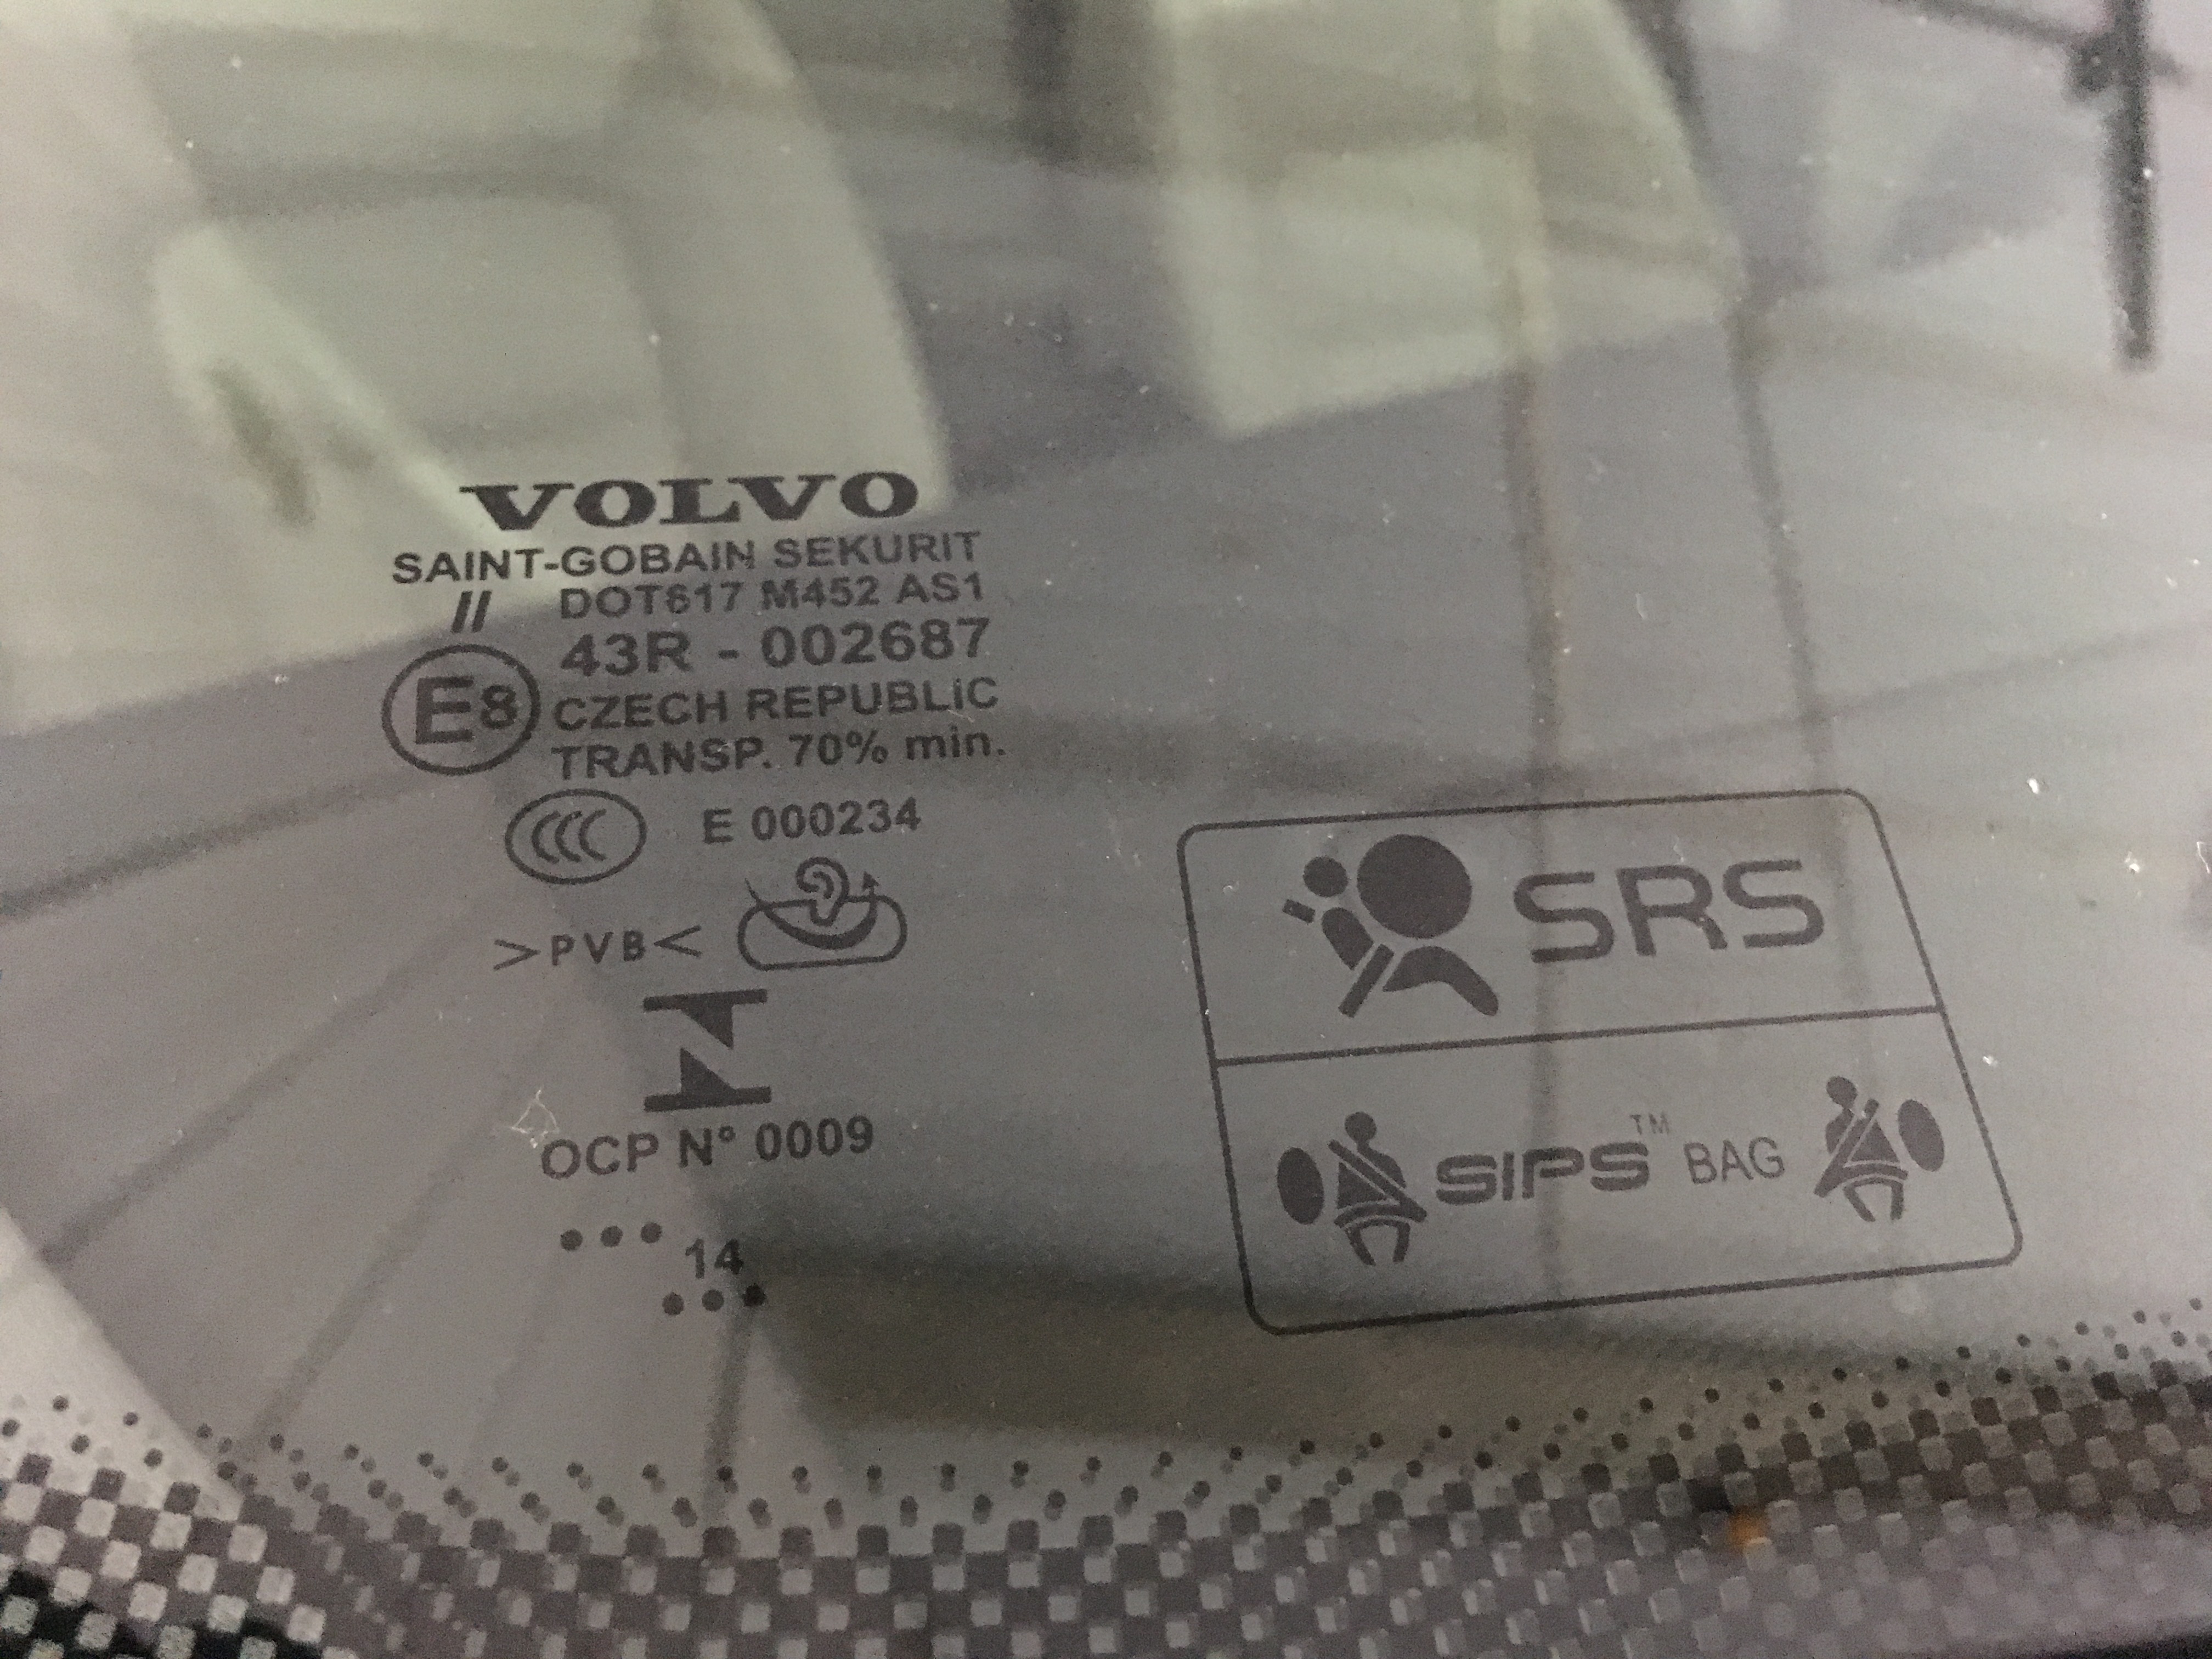 VOLVO
SAINT-GOBAIN SEKURIT
// DOT617 M452 AS1
43R - 002687
E8 CZECH REPUBLIC
TRANSP. 70% min.
CCC E 000234
>PVB<
OCP N° 0009
... 14
...
SRS
SIPS™ BAG